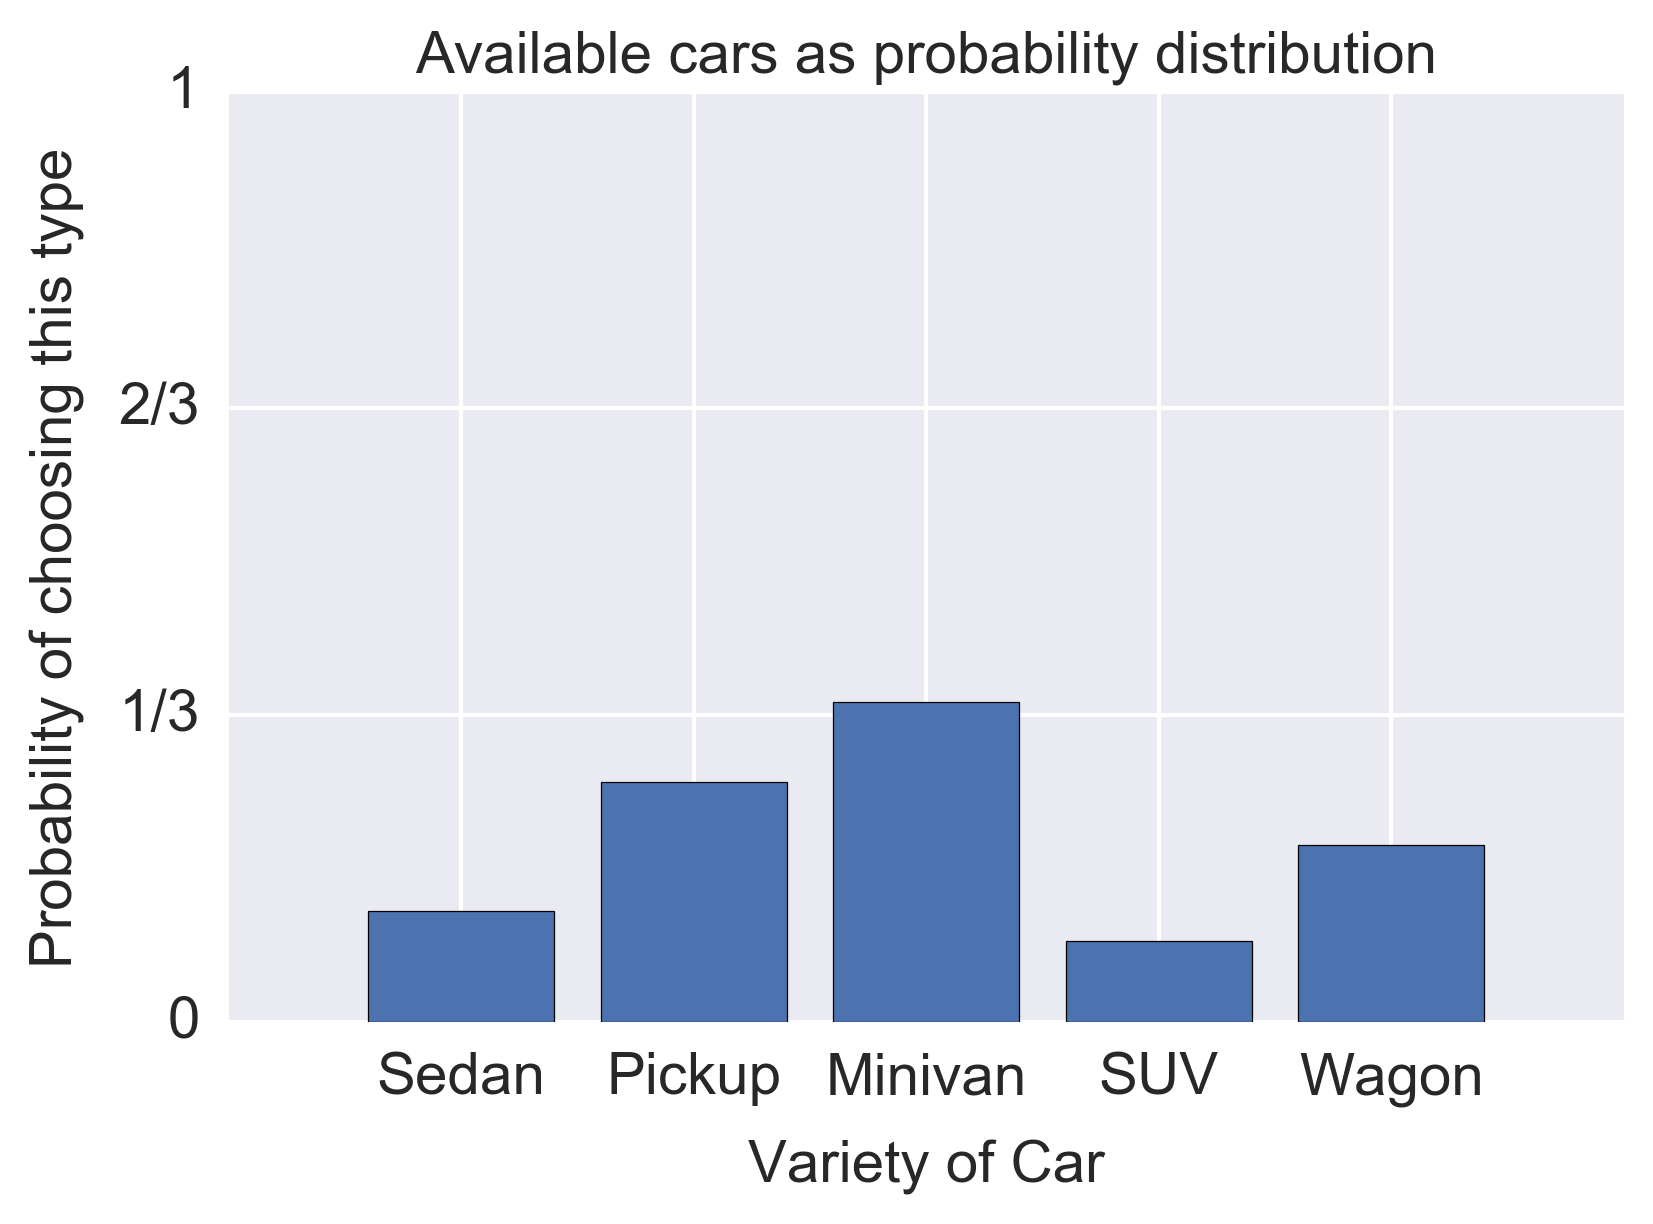 Available cars as probability distribution
Probability of choosing this type
1
2/3
1/3
0
Sedan Pickup Minivan SUV Wagon
Variety of Car